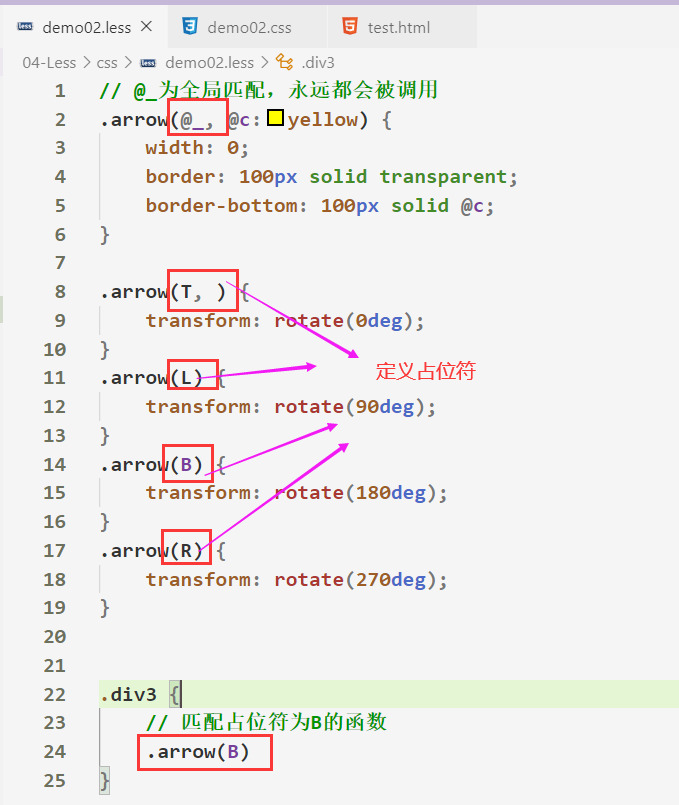 demo02.less
demo02.css
test.html
04-Less > css > demo02.less > .div3
1 // @_为全局匹配，永远都会被调用
2 .arrow(@_, @c:yellow) {
3 width: 0;
4 border: 100px solid transparent;
5 border-bottom: 100px solid @c;
6 }
7
8 .arrow(T, ) {
9 transform: rotate(0deg);
10 }
11 .arrow(L) {
定义占位符
12 transform: rotate(90deg);
13 }
14 .arrow(B) {
15 transform: rotate(180deg);
16 }
17 .arrow(R) {
18 transform: rotate(270deg);
19 }
20
21
22 .div3 {
23 // 匹配占位符为B的函数
24 .arrow(B)
25 }